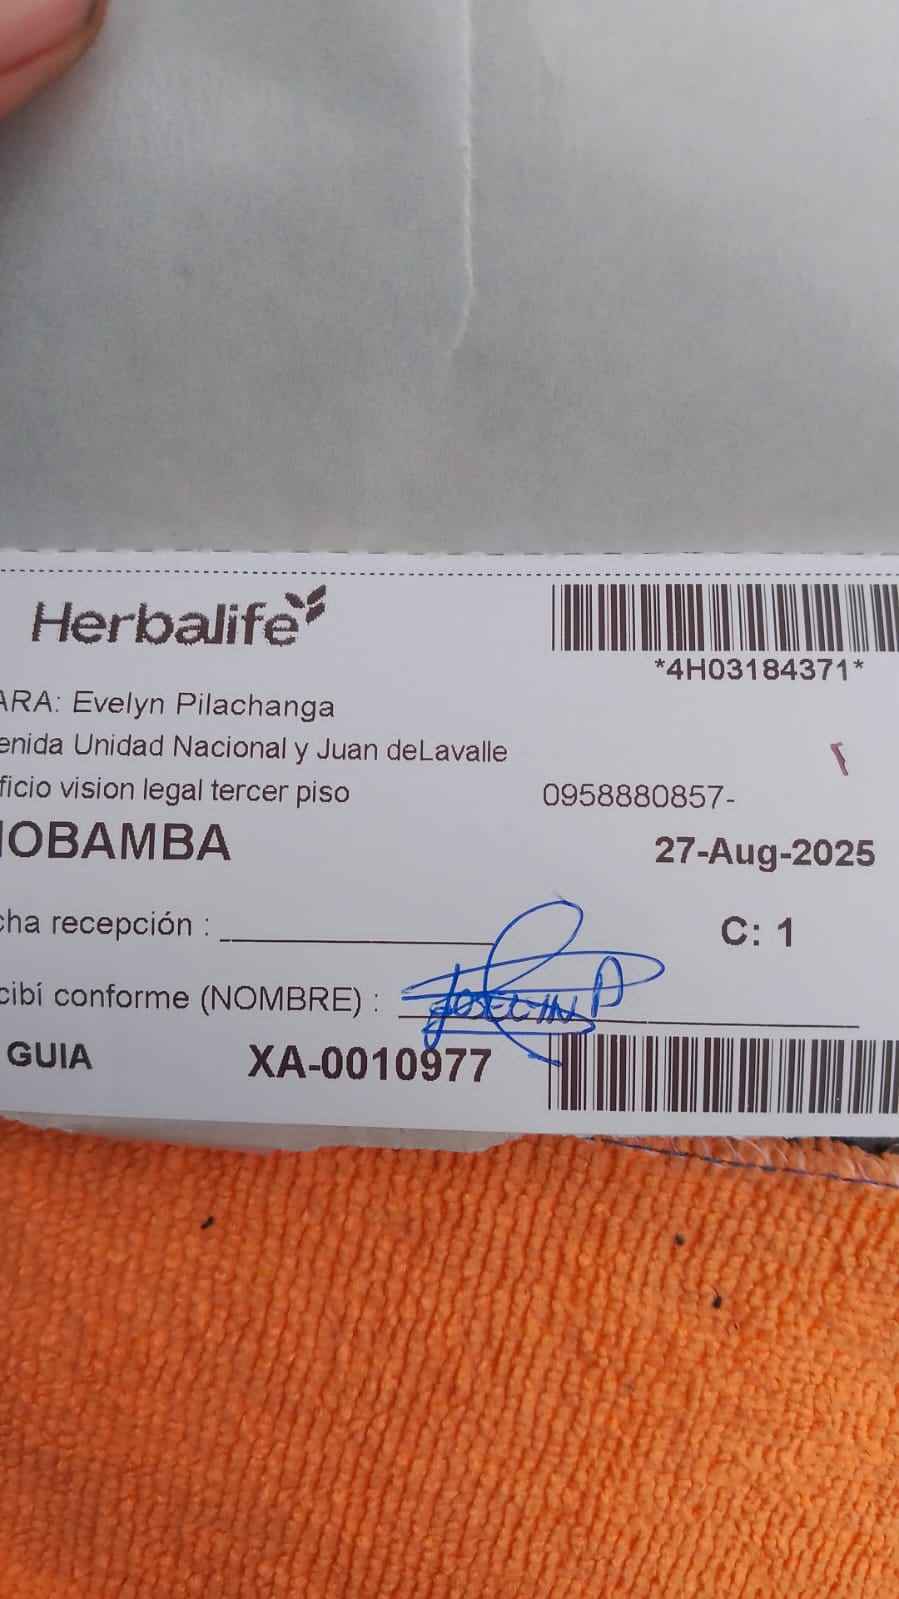 Herbalife
*4H03184371*
ARA: Evelyn Pilachanga
enida Unidad Nacional y Juan deLavalle
ficio vision legal tercer piso
0958880857-
IOBAMBA
27-Aug-2025
cha recepción :
C: 1
cibí conforme (NOMBRE) : JOSELYN P
GUIA XA-0010977